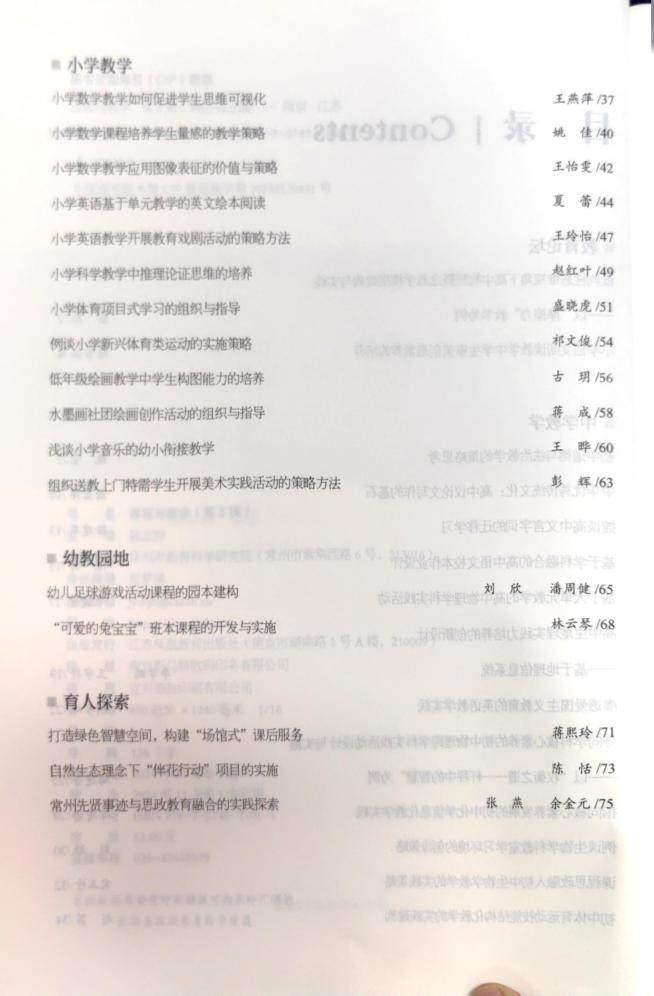 ■ 小学教学
小学数学教学如何促进学生思维可视化 王燕萍/37
小学数学课程培养学生量感的教学策略 姚 佳/40
小学数学教学应用图像表征的价值与策略 王怡雯/42
小学英语基于单元教学的英文绘本阅读 夏 蕾/44
小学英语教学开展教育戏剧活动的策略方法 王玲怡/47
小学科学教学中推理论证思维的培养 赵红叶/49
小学体育项目式学习的组织与指导 盛晓虎/51
例谈小学新兴体育类运动的实施策略 祁文俊/54
低年级绘画教学中学生构图能力的培养 古 玥/56
水墨画社团绘画创作活动的组织与指导 蒋 成/58
浅谈小学音乐的幼小衔接教学 王 晔/60
组织送教上门特需学生开展美术实践活动的策略方法 彭 辉/63
■ 幼教园地
幼儿足球游戏活动课程的园本建构 刘 欣 潘周健/65
“可爱的兔宝宝”班本课程的开发与实施 林云琴/68
■ 育人探索
打造绿色智慧空间，构建“场馆式”课后服务 蒋熙玲/71
自然生态理念下“伴花行动”项目的实施 陈 恬/73
常州先贤事迹与思政教育融合的实践探索 张 燕 余金元/75